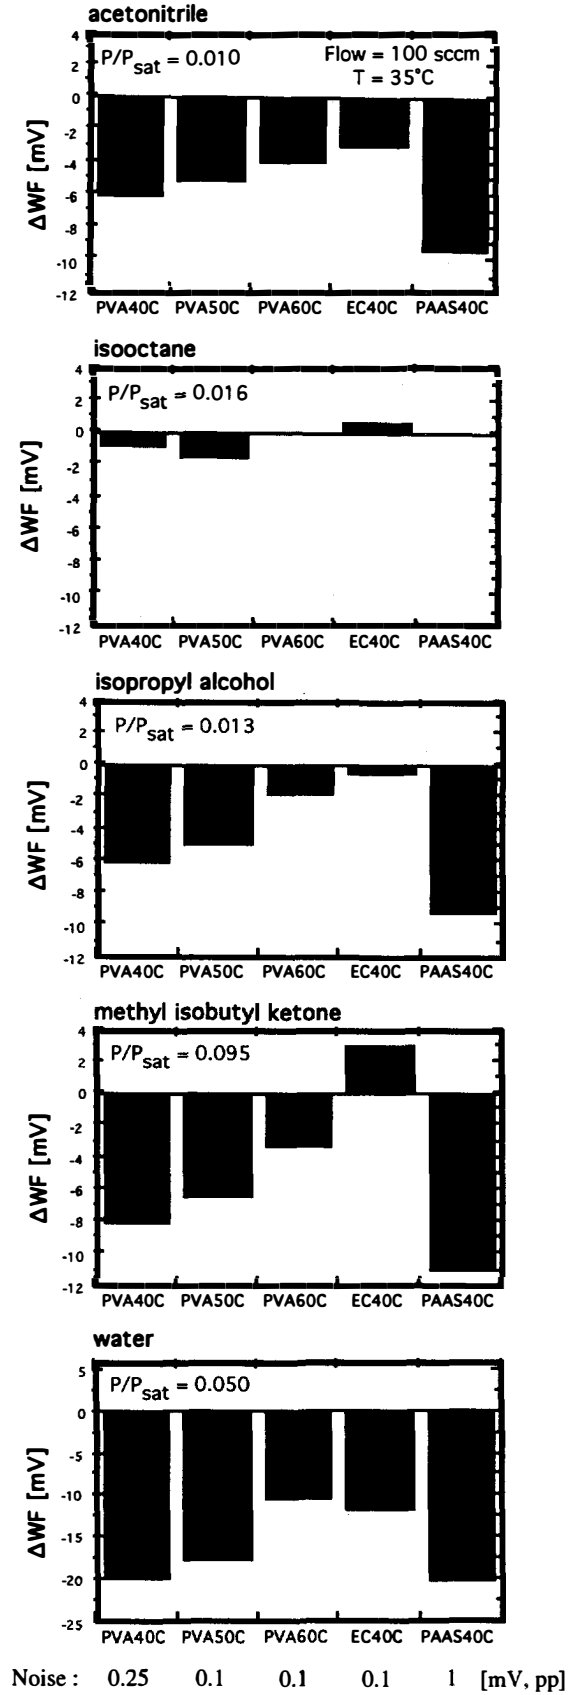 acetonitrile
P/Psat = 0.010
Flow = 100 sccm
T = 35°C
ΔWF [mV]
4
2
0
-2
-4
-6
-8
-10
-12
PVA40C PVA50C PVA60C EC40C PAAS40C
isooctane
P/Psat = 0.016
ΔWF [mV]
4
2
0
-2
-4
-6
-8
-10
-12
PVA40C PVA50C PVA60C EC40C PAAS40C
isopropyl alcohol
P/Psat = 0.013
ΔWF [mV]
4
2
0
-2
-4
-6
-8
-10
-12
PVA40C PVA50C PVA60C EC40C PAAS40C
methyl isobutyl ketone
P/Psat = 0.095
ΔWF [mV]
4
2
0
-2
-4
-6
-8
-10
-12
PVA40C PVA50C PVA60C EC40C PAAS40C
water
P/Psat = 0.050
ΔWF [mV]
5
0
-5
-10
-15
-20
-25
PVA40C PVA50C PVA60C EC40C PAAS40C
Noise : 0.25 0.1 0.1 0.1 1 [mV, pp]